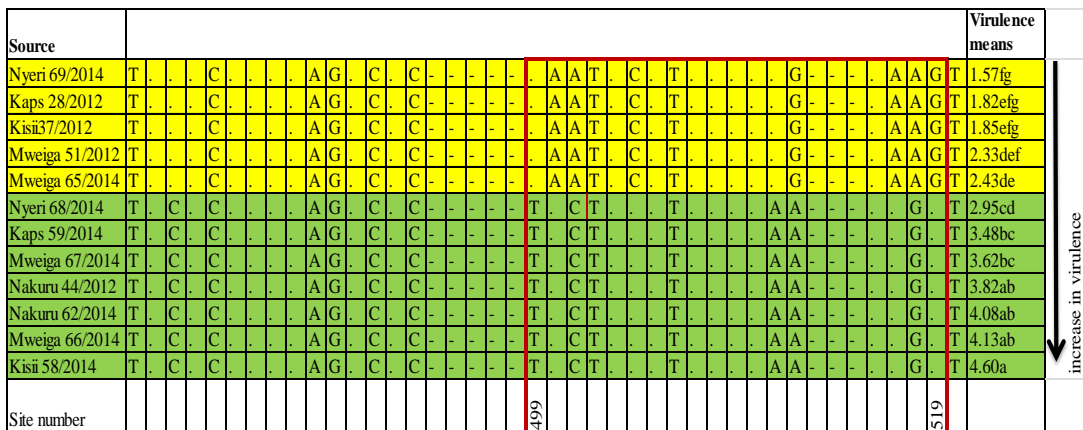 Source Virulence
means
Nyeri 69/2014 T . . . C . . . . A G . C . C - - - - - . A A T . C . T . . . . . G - - - . A A G T 1.57fg
Kaps 28/2012 T . . . C . . . . A G . C . C - - - - - . A A T . C . T . . . . . G - - - . A A G T 1.82efg
Kisii37/2012 T . . . C . . . . A G . C . C - - - - - . A A T . C . T . . . . . G - - - . A A G T 1.85efg
Mweiga 51/2012 T . . . C . . . . A G . C . C - - - - - . A A T . C . T . . . . . G - - - . A A G T 2.33def
Mweiga 65/2014 T . . . C . . . . A G . C . C - - - - - . A A T . C . T . . . . . G - - - . A A G T 2.43de
Nyeri 68/2014 T . C . C . . . . A G . C . C - - - - - T . C T . . . T . . . . A A - - - . . G . T 2.95cd
Kaps 59/2014 T . C . C . . . . A G . C . C - - - - - T . C T . . . T . . . . A A - - - . . G . T 3.48bc
Mweiga 67/2014 T . C . C . . . . A G . C . C - - - - - T . C T . . . T . . . . A A - - - . . G . T 3.62bc
Nakuru 44/2012 T . C . C . . . . A G . C . C - - - - - T . C T . . . T . . . . A A - - - . . G . T 3.82ab
Nakuru 62/2014 T . C . C . . . . A G . C . C - - - - - T . C T . . . T . . . . A A - - - . . G . T 4.08ab
Mweiga 66/2014 T . C . C . . . . A G . C . C - - - - - T . C T . . . T . . . . A A - - - . . G . T 4.13ab
Kisii 58/2014 T . C . C . . . . A G . C . C - - - - - T . C T . . . T . . . . A A - - - . . G . T 4.60a
Site number 499 519
increase in virulence